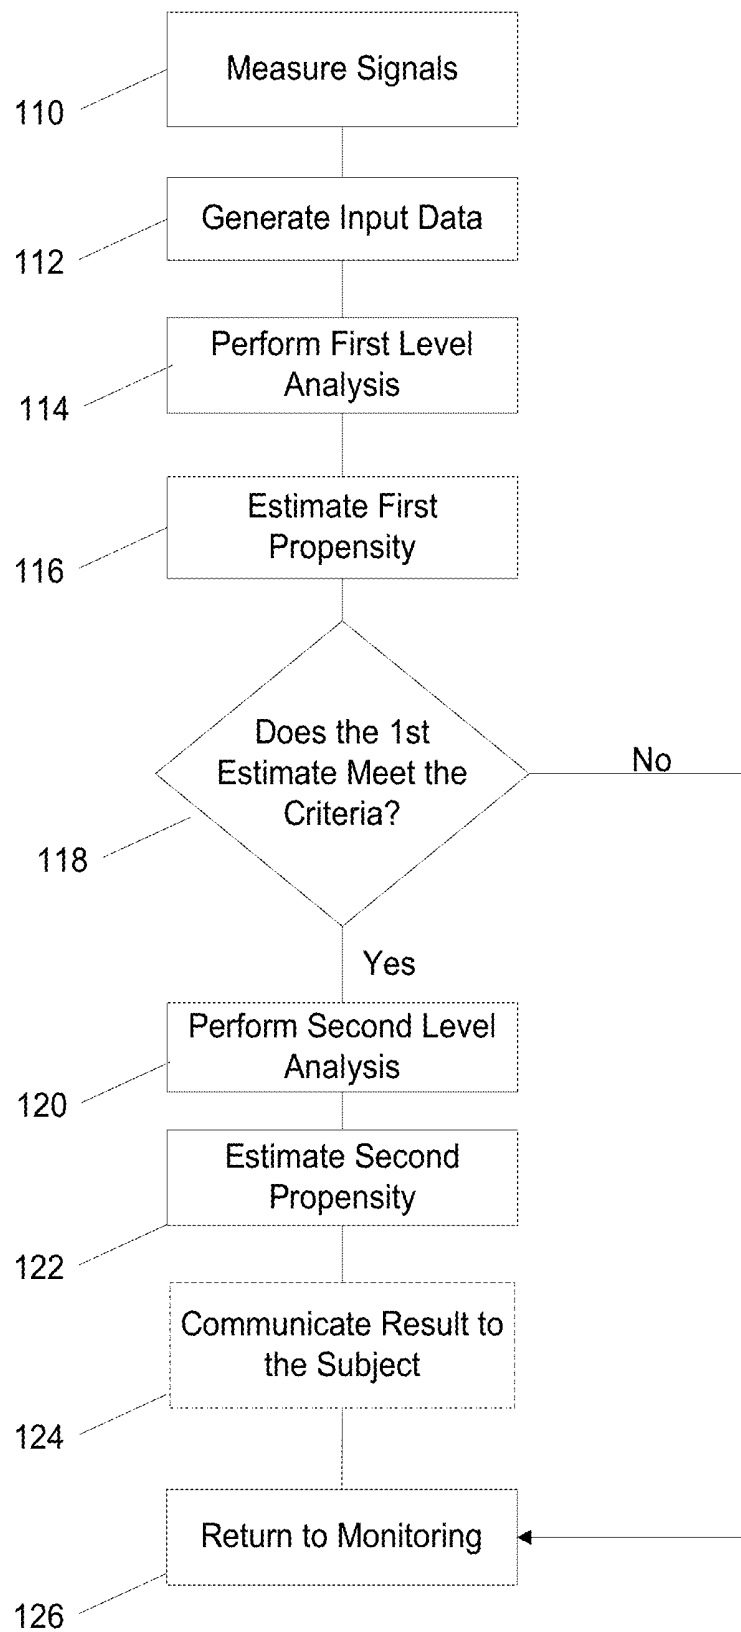 Measure Signals
110
Generate Input Data
112
Perform First Level
Analysis
114
Estimate First
Propensity
116
Does the 1st
Estimate Meet the
Criteria?
No
118
Yes
Perform Second Level
Analysis
120
Estimate Second
Propensity
122
Communicate Result to
the Subject
124
Return to Monitoring
126